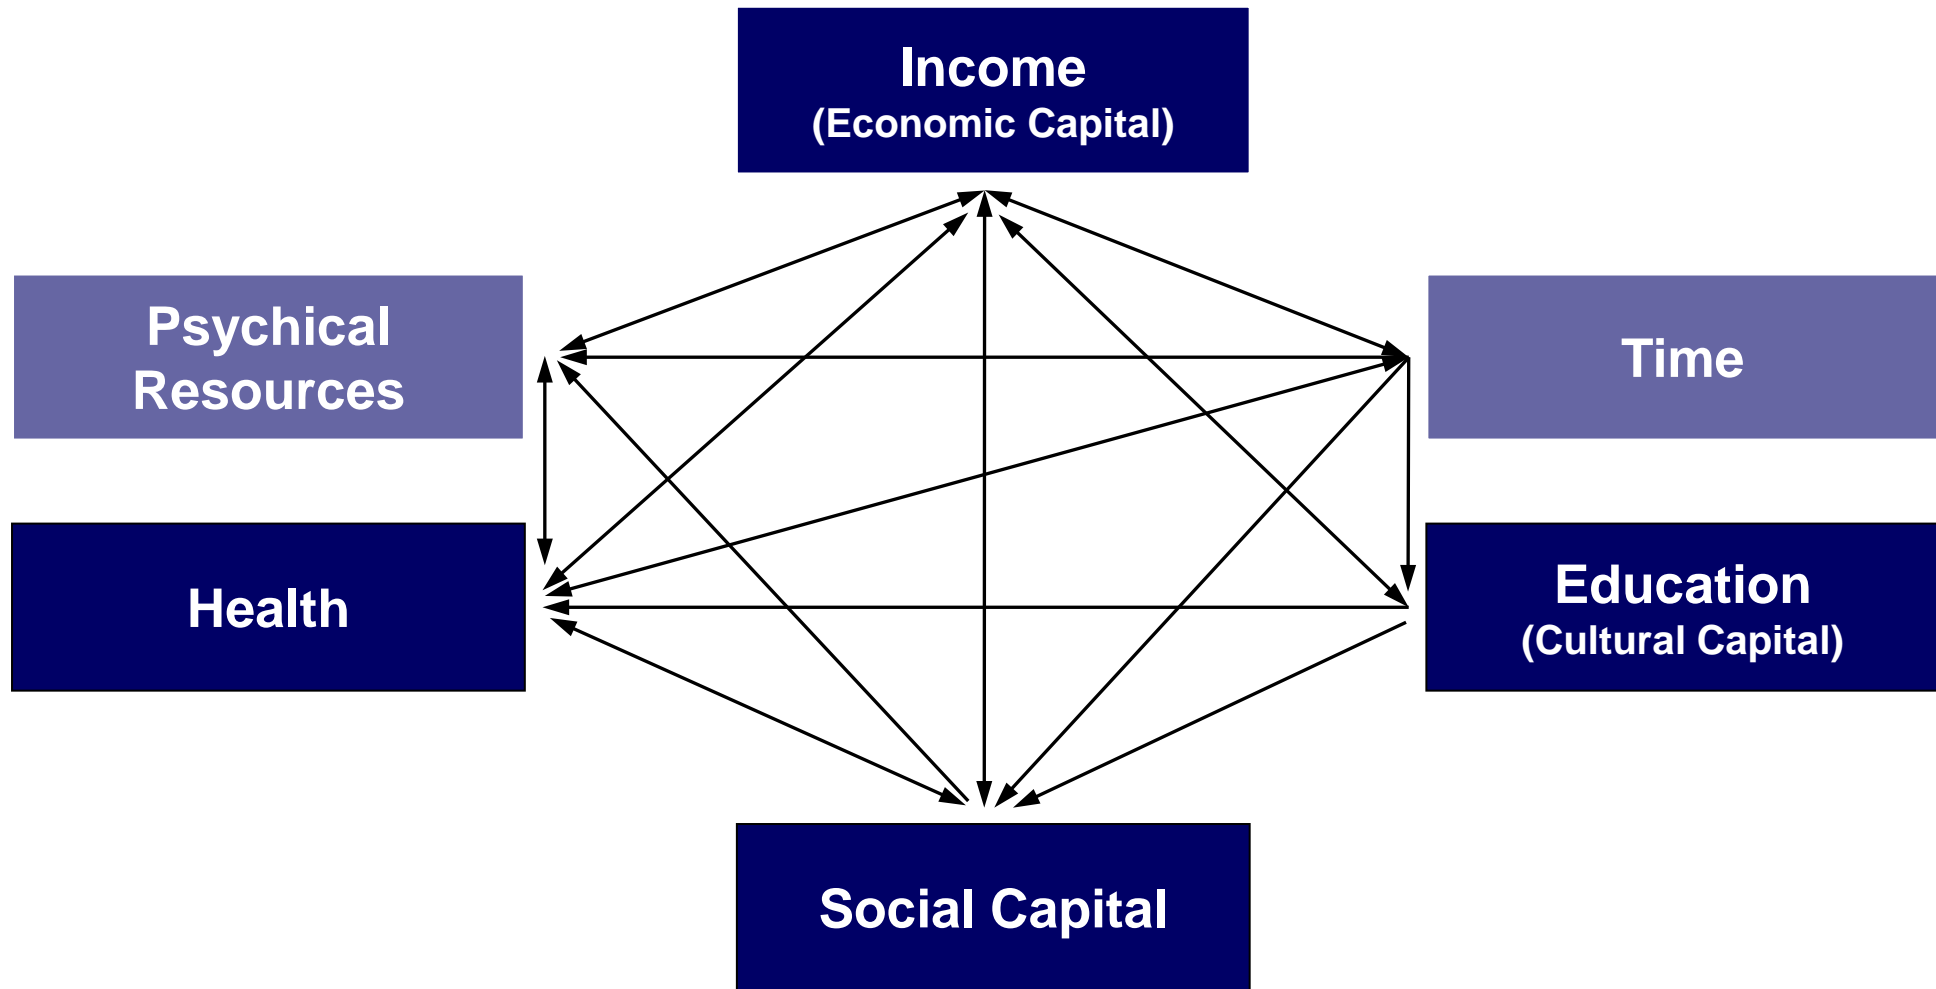 Income
(Economic Capital)
Psychical
Resources
Time
Health
Education
(Cultural Capital)
Social Capital